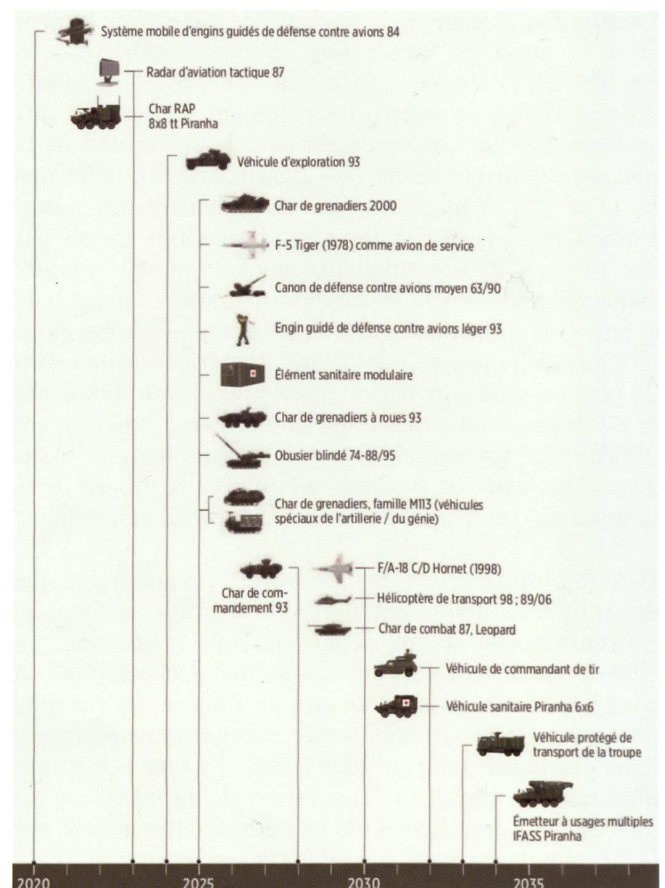 Système mobile d'engins guidés de défense contre avions 84
Radar d'aviation tactique 87
Char RAP
8x8 tt Piranha
Véhicule d'exploration 93
Char de grenadiers 2000
F-5 Tiger (1978) comme avion de service
Canon de défense contre avions moyen 63/90
Engin guidé de défense contre avions léger 93
Élément sanitaire modulaire
Char de grenadiers à roues 93
Obusier blindé 74-88/95
Char de grenadiers, famille M113 (véhicules
spéciaux de l'artillerie / du génie)
Char de com-
mandement 93
F/A-18 C/D Hornet (1998)
Hélicoptère de transport 98 ; 89/06
Char de combat 87, Leopard
Véhicule de commandant de tir
Véhicule sanitaire Piranha 6x6
Véhicule protégé de
transport de la troupe
Émetteur à usages multiples
IFASS Piranha
2020
2025
2030
2035